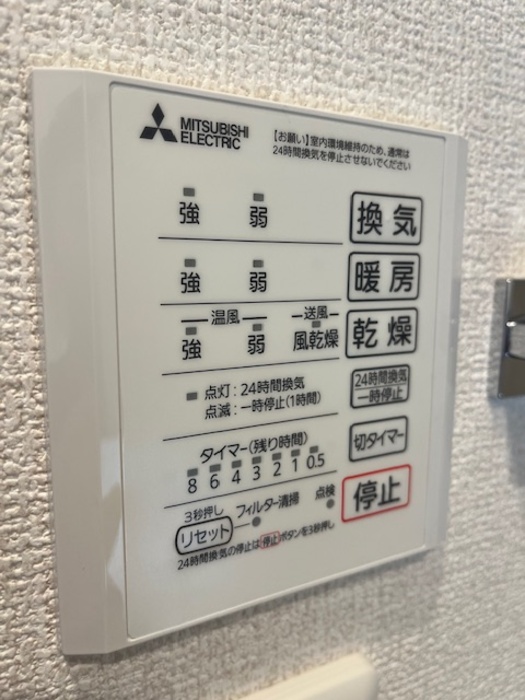 MITSUBISHI
ELECTRIC
【お願い】室内環境維持のため、通常は
24時間換気を停止させないでください
強 弱 換気
強 弱 暖房
温風 送風
強 弱 風乾燥 乾燥
点灯：24時間換気
点滅：一時停止(1時間)
24時間換気
一時停止
タイマー(残り時間)
8 6 4 3 2 1 0.5
切タイマー
3秒押し
リセット フィルター清掃 点検
停止
24時間換気の停止は停止ボタンを3秒押し